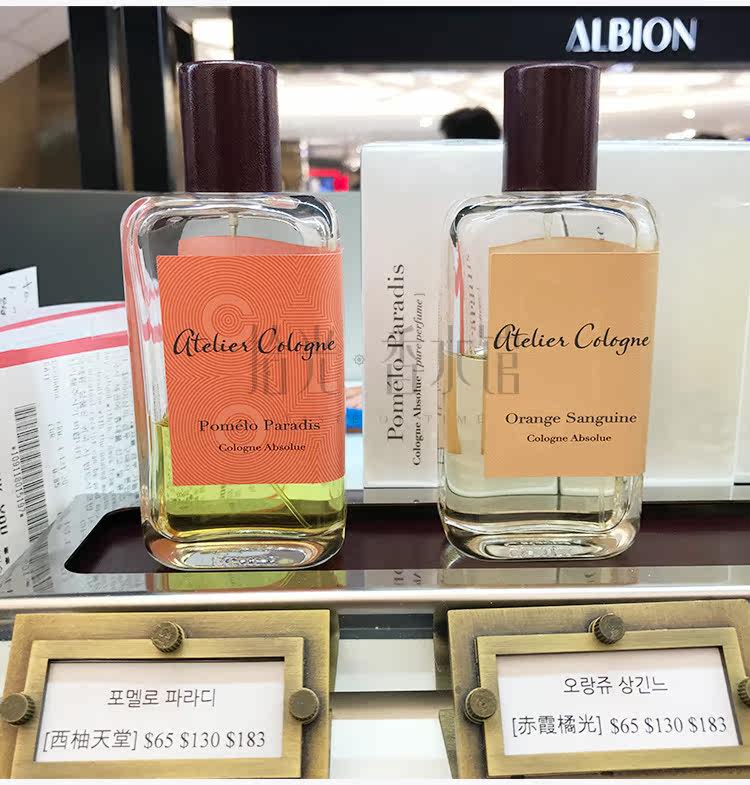 ALBION
Atelier Cologne
Pomélo Paradis
Cologne Absolue
Pomélo Paradis
Cologne Absolue [pure perfume]
Atelier Cologne
Orange Sanguine
Cologne Absolue
포멜로 파라디
[西柚天堂] $65 $130 $183
오랑쥬 상긴느
[赤霞橘光] $65 $130 $183